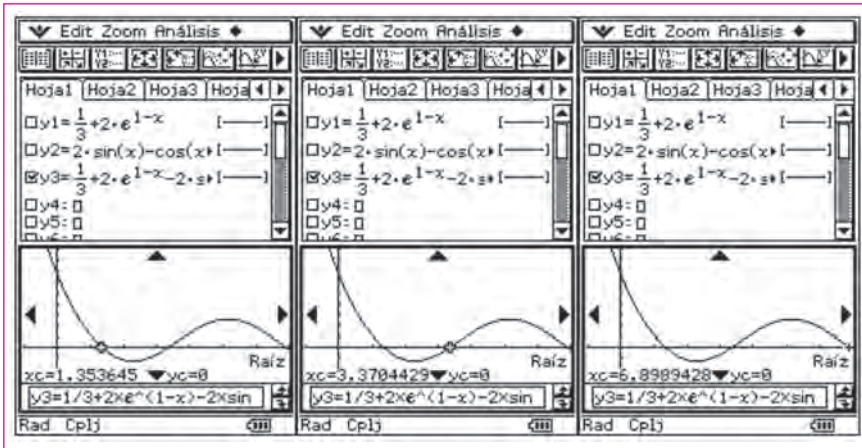 Edit Zoom Análisis
Hoja1 Hoja2 Hoja3 Hoja
y1=1/3+2·e^1-x [—]
y2=2·sin(x)-cos(x [—]
y3=1/3+2·e^1-x-2·s [—]
y4:
y5:
Raíz
xc=1.353645 yc=0
y3=1/3+2×e^(1-x)-2×sin
Rad Cplj
Edit Zoom Análisis
Hoja1 Hoja2 Hoja3 Hoja
y1=1/3+2·e^1-x [—]
y2=2·sin(x)-cos(x [—]
y3=1/3+2·e^1-x-2·s [—]
y4:
y5:
Raíz
xc=3.3704429 yc=0
y3=1/3+2×e^(1-x)-2×sin
Rad Cplj
Edit Zoom Análisis
Hoja1 Hoja2 Hoja3 Hoja
y1=1/3+2·e^1-x [—]
y2=2·sin(x)-cos(x [—]
y3=1/3+2·e^1-x-2·s [—]
y4:
y5:
Raíz
xc=6.8989428 yc=0
y3=1/3+2×e^(1-x)-2×sin
Rad Cplj